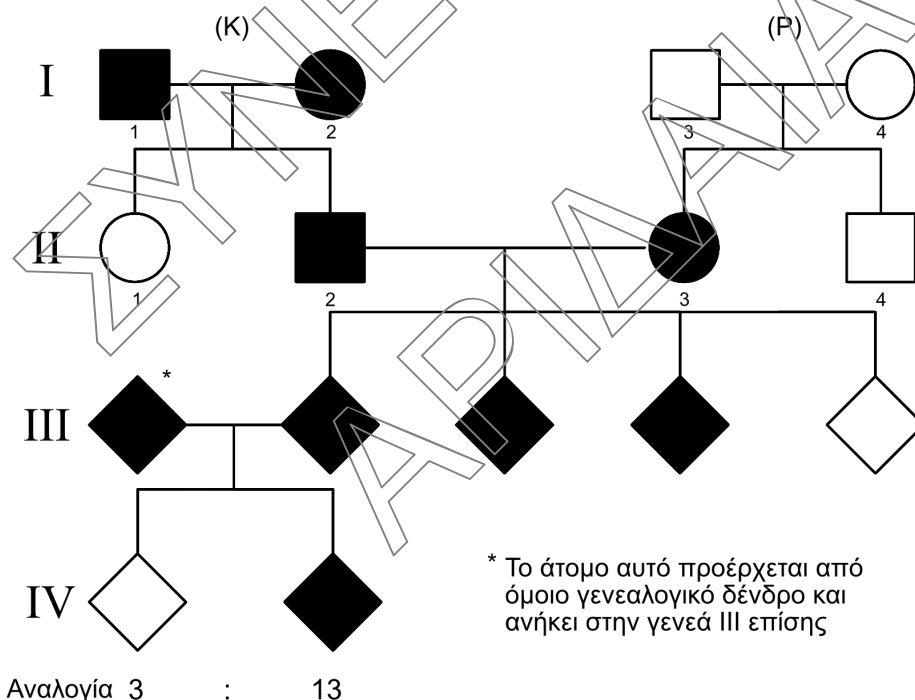 (Κ) (Ρ)
I
1 2 3 4
II
1 2 3 4
*
III
* Το άτομο αυτό προέρχεται από
όμοιο γενεαλογικό δένδρο και
ανήκει στην γενεά III επίσης
IV
Αναλογία 3 : 13